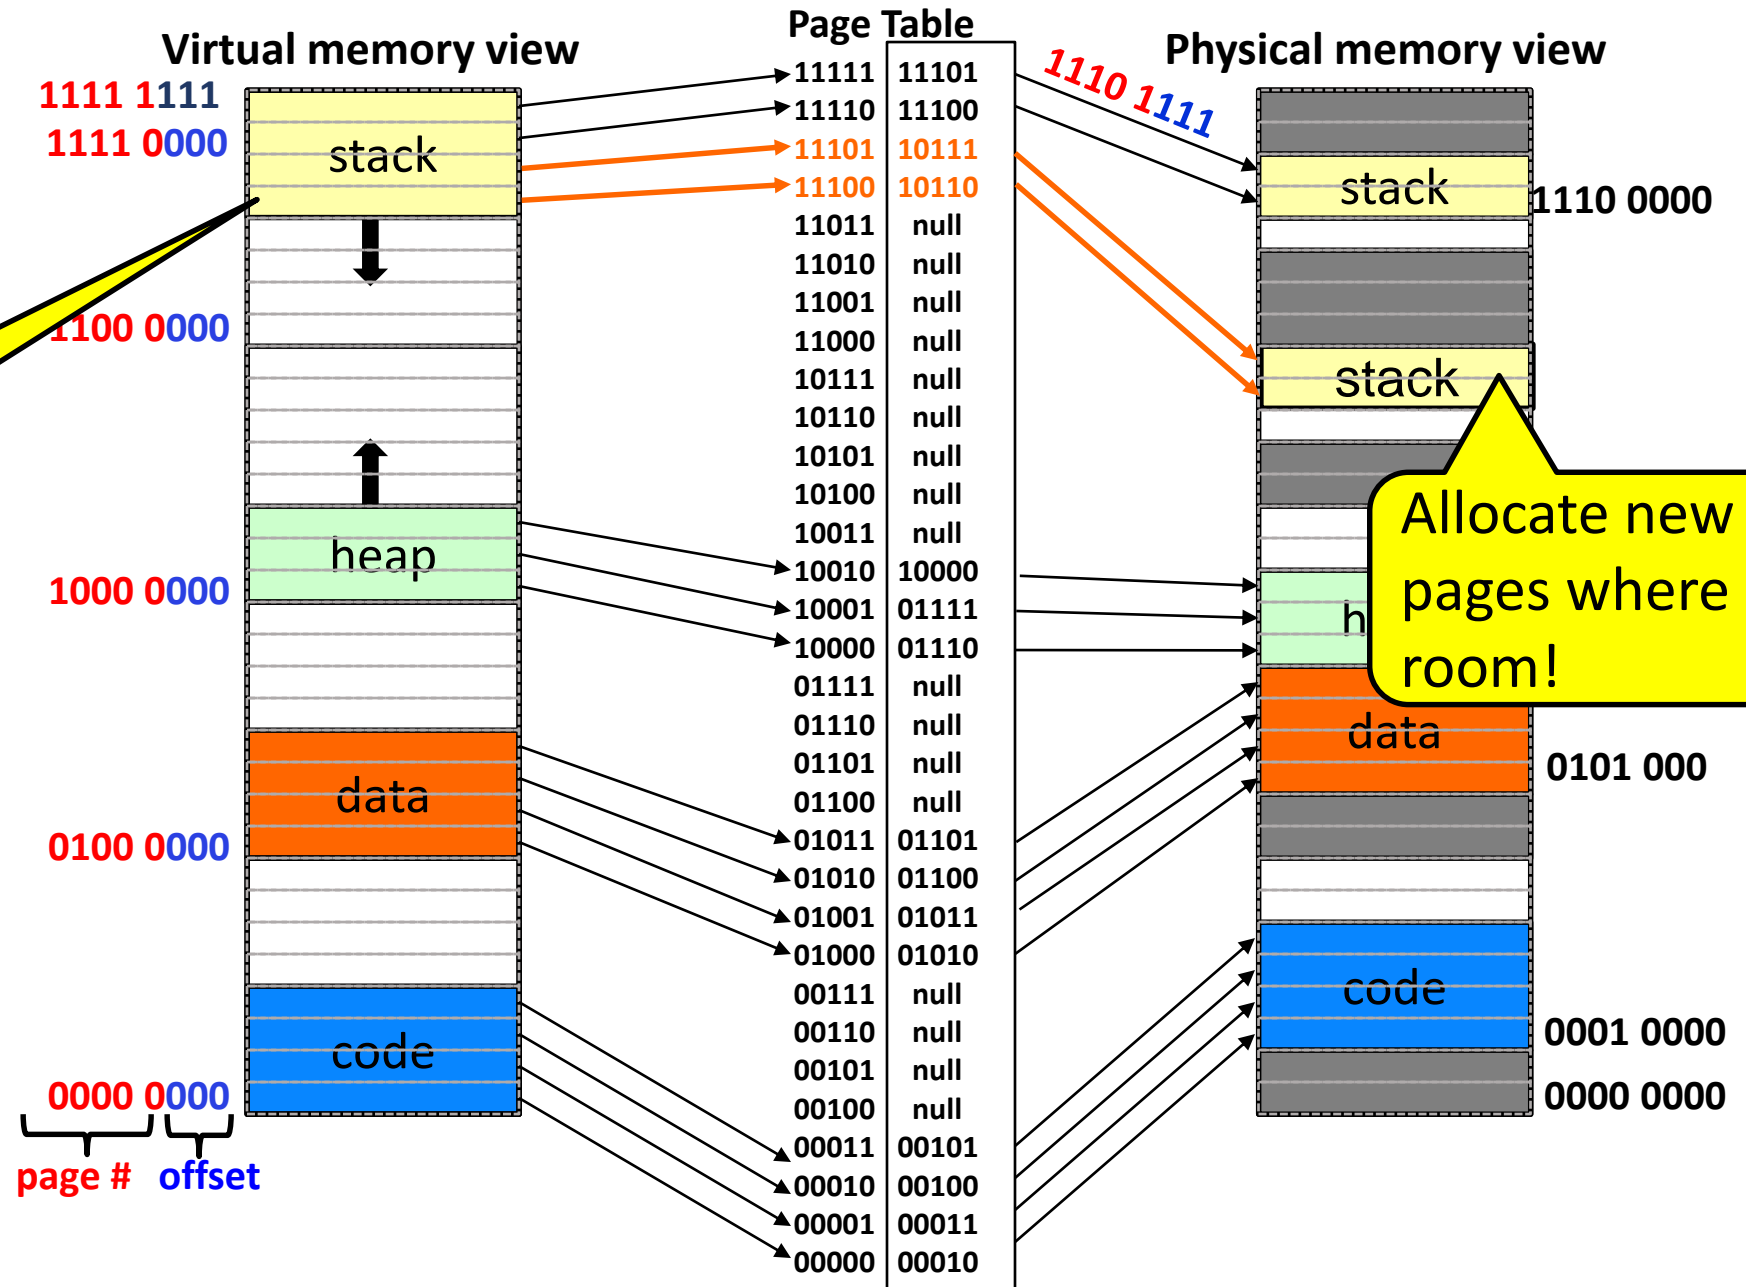 Page Table
Virtual memory view
Physical memory view
1111 1111
1111 0000
1100 0000
1000 0000
0100 0000
0000 0000
page # offset
stack
heap
data
code
11111 11101
11110 11100
11101 10111
11100 10110
11011 null
11010 null
11001 null
11000 null
10111 null
10110 null
10101 null
10100 null
10011 null
10010 10000
10001 01111
10000 01110
01111 null
01110 null
01101 null
01100 null
01011 01101
01010 01100
01001 01011
01000 01010
00111 null
00110 null
00101 null
00100 null
00011 00101
00010 00100
00001 00011
00000 00010
1110 1111
stack
1110 0000
stack
Allocate new
pages where
room!
h
data
0101 000
code
0001 0000
0000 0000